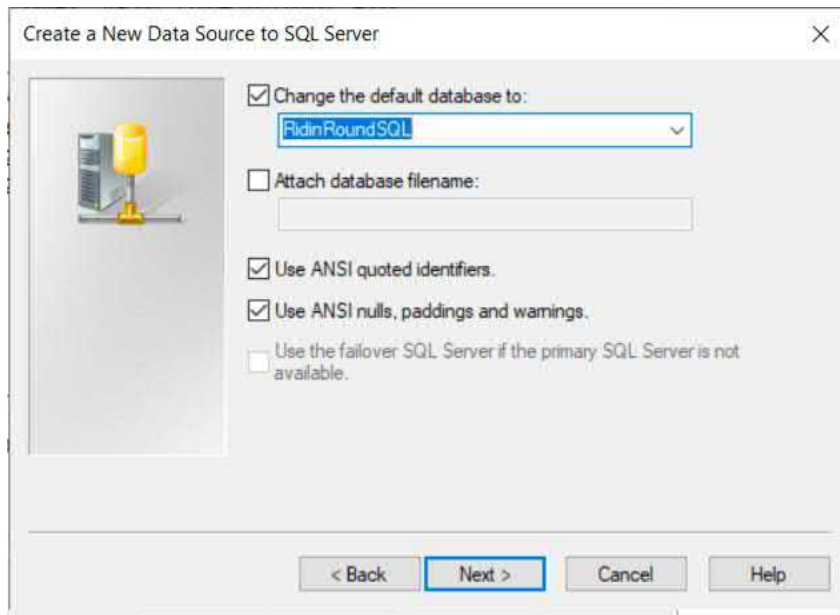 Create a New Data Source to SQL Server
Change the default database to:
RidinRoundSQL
Attach database filename:
Use ANSI quoted identifiers.
Use ANSI nulls, paddings and warnings.
Use the failover SQL Server if the primary SQL Server is not
available.
< Back
Next >
Cancel
Help